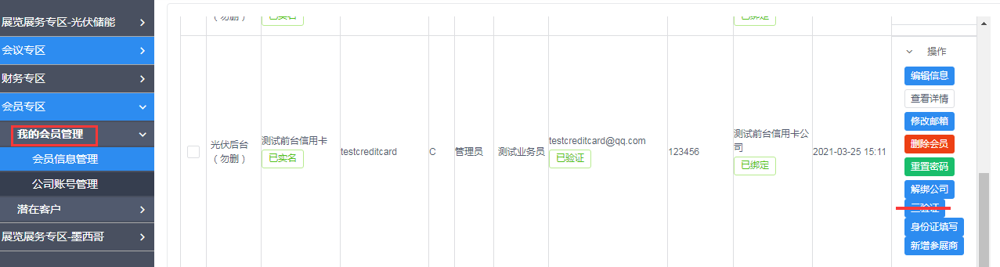 展览展务专区-光伏储能
会议专区
财务专区
会员专区
我的会员管理
会员信息管理
公司账号管理
潜在客户
展览展务专区-墨西哥
（勿删）
已实名
已绑定
光伏后台
（勿删）
测试前台信用卡
已实名
testcreditcard
C
管理员
测试业务员
testcreditcard@qq.com
已验证
123456
测试前台信用卡公
司
已绑定
2021-03-25 15:11
操作
编辑信息
查看详情
修改邮箱
删除会员
重置密码
解绑公司
三验证
身份证填写
新增参展商